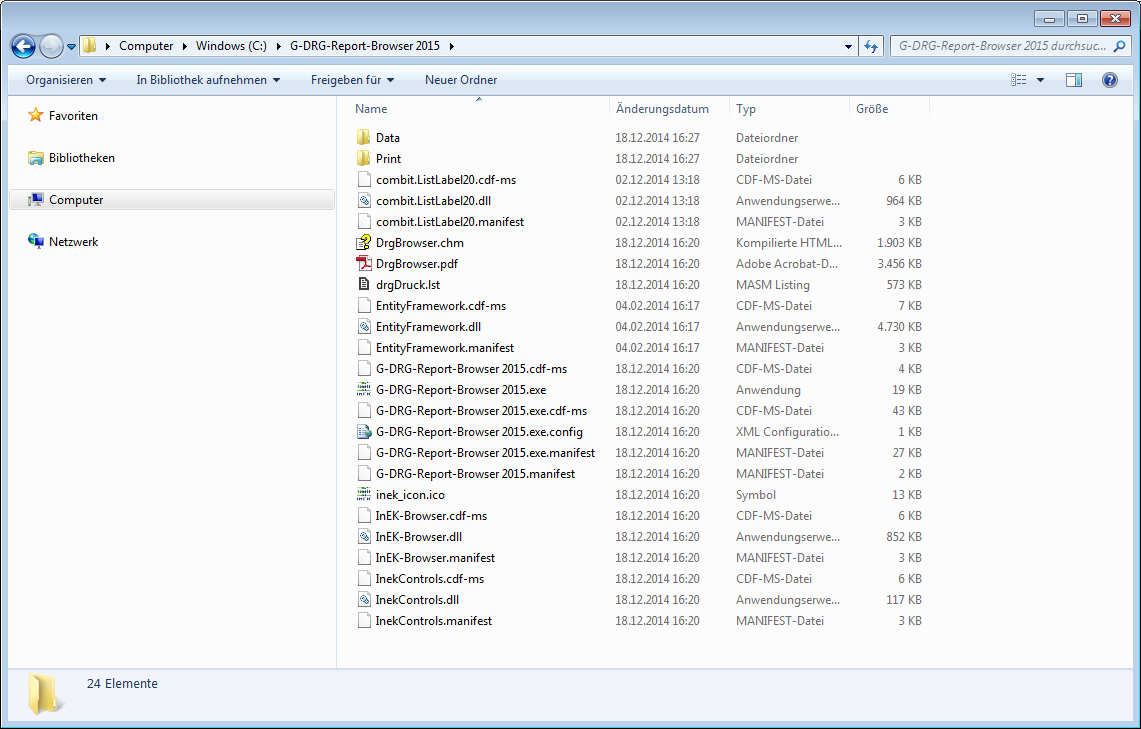 Computer Windows (C:) G-DRG-Report-Browser 2015 G-DRG-Report-Browser 2015 durchsuc...
Organisieren In Bibliothek aufnehmen Freigeben für Neuer Ordner
Favoriten
Bibliotheken
Computer
Netzwerk
Name Änderungsdatum Typ Größe
Data 18.12.2014 16:27 Dateiordner
Print 18.12.2014 16:27 Dateiordner
combit.ListLabel20.cdf-ms 02.12.2014 13:18 CDF-MS-Datei 6 KB
combit.ListLabel20.dll 02.12.2014 13:18 Anwendungserwe... 964 KB
combit.ListLabel20.manifest 02.12.2014 13:18 MANIFEST-Datei 3 KB
DrgBrowser.chm 18.12.2014 16:20 Kompilierte HTML... 1.903 KB
DrgBrowser.pdf 18.12.2014 16:20 Adobe Acrobat-D... 3.456 KB
drgDruck.lst 18.12.2014 16:20 MASM Listing 573 KB
EntityFramework.cdf-ms 04.02.2014 16:17 CDF-MS-Datei 7 KB
EntityFramework.dll 04.02.2014 16:17 Anwendungserwe... 4.730 KB
EntityFramework.manifest 04.02.2014 16:17 MANIFEST-Datei 3 KB
G-DRG-Report-Browser 2015.cdf-ms 18.12.2014 16:20 CDF-MS-Datei 4 KB
G-DRG-Report-Browser 2015.exe 18.12.2014 16:20 Anwendung 19 KB
G-DRG-Report-Browser 2015.exe.cdf-ms 18.12.2014 16:20 CDF-MS-Datei 43 KB
G-DRG-Report-Browser 2015.exe.config 18.12.2014 16:20 XML Configuratio... 1 KB
G-DRG-Report-Browser 2015.exe.manifest 18.12.2014 16:20 MANIFEST-Datei 27 KB
G-DRG-Report-Browser 2015.manifest 18.12.2014 16:20 MANIFEST-Datei 2 KB
inek_icon.ico 18.12.2014 16:20 Symbol 13 KB
InEK-Browser.cdf-ms 18.12.2014 16:20 CDF-MS-Datei 6 KB
InEK-Browser.dll 18.12.2014 16:20 Anwendungserwe... 852 KB
InEK-Browser.manifest 18.12.2014 16:20 MANIFEST-Datei 3 KB
InekControls.cdf-ms 18.12.2014 16:20 CDF-MS-Datei 6 KB
InekControls.dll 18.12.2014 16:20 Anwendungserwe... 117 KB
InekControls.manifest 18.12.2014 16:20 MANIFEST-Datei 3 KB
24 Elemente